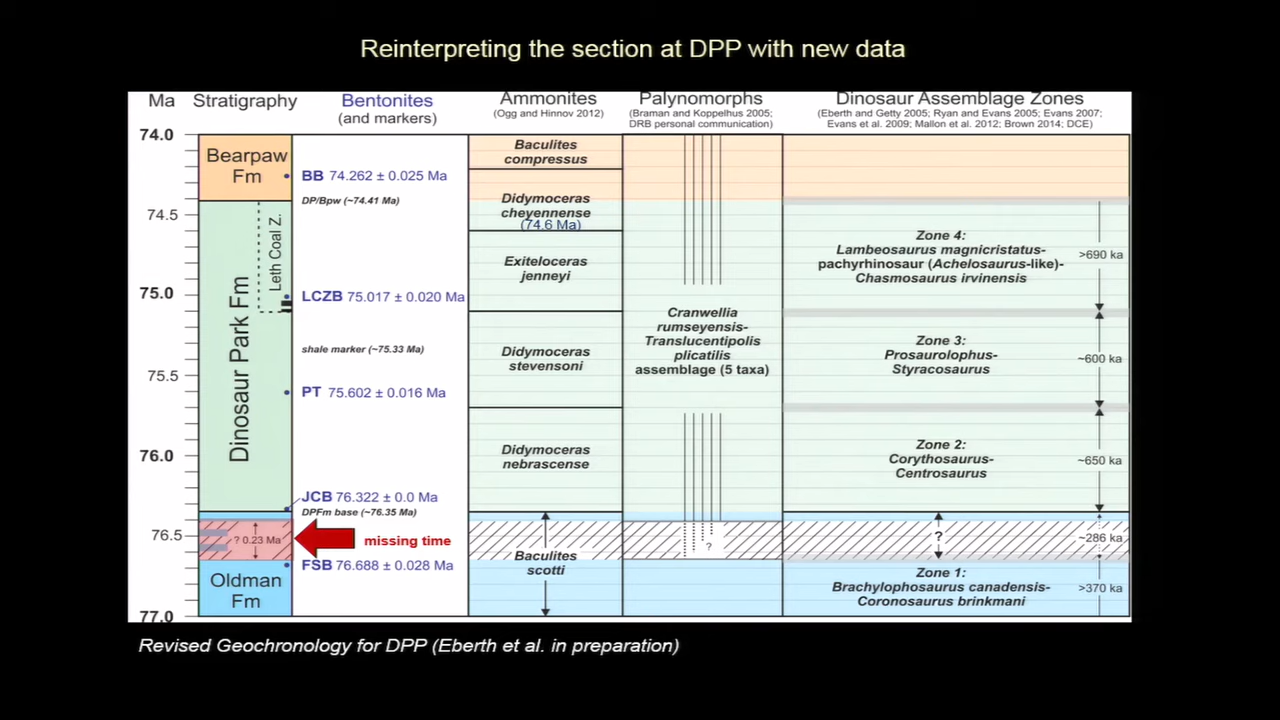 Reinterpreting the section at DPP with new data
Ma
Stratigraphy
Bentonites
(and markers)
Ammonites
(Ogg and Hinnov 2012)
Palynomorphs
(Braman and Koppelhus 2005;
DRB personal communication)
Dinosaur Assemblage Zones
(Eberth and Getty 2005; Ryan and Evans 2005; Evans 2007;
Evans et al. 2009; Mallon et al. 2012; Brown 2014; DCE)
74.0
74.5
75.0
75.5
76.0
76.5
77.0
Bearpaw
Fm
Leth Coal Z.
Dinosaur Park Fm
? 0.23 Ma
Oldman
Fm
BB 74.262 ± 0.025 Ma
DP/Bpw (~74.41 Ma)
LCZB 75.017 ± 0.020 Ma
shale marker (~75.33 Ma)
PT 75.602 ± 0.016 Ma
JCB 76.322 ± 0.0 Ma
DPFm base (~76.35 Ma)
missing time
FSB 76.688 ± 0.028 Ma
Baculites
compressus
Didymoceras
cheyennense
(74.6 Ma)
Exiteloceras
jenneyi
Didymoceras
stevensoni
Didymoceras
nebrascense
Baculites
scotti
Cranwellia
rumseyensis-
Translucentipolis
plicatilis
assemblage (5 taxa)
?
Zone 4:
Lambeosaurus magnicristatus-
pachyrhinosaur (Achelosaurus-like)-
Chasmosaurus irvinensis
>690 ka
Zone 3:
Prosaurolophus-
Styracosaurus
~600 ka
Zone 2:
Corythosaurus-
Centrosaurus
~650 ka
?
~286 ka
Zone 1:
Brachylophosaurus canadensis-
Coronosaurus brinkmani
>370 ka
Revised Geochronology for DPP (Eberth et al. in preparation)